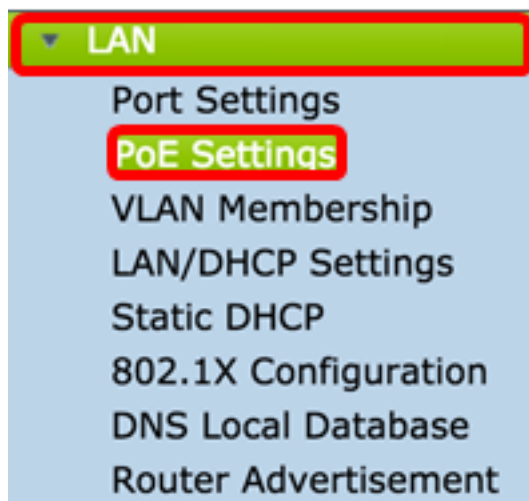 LAN
Port Settings
PoE Settings
VLAN Membership
LAN/DHCP Settings
Static DHCP
802.1X Configuration
DNS Local Database
Router Advertisement